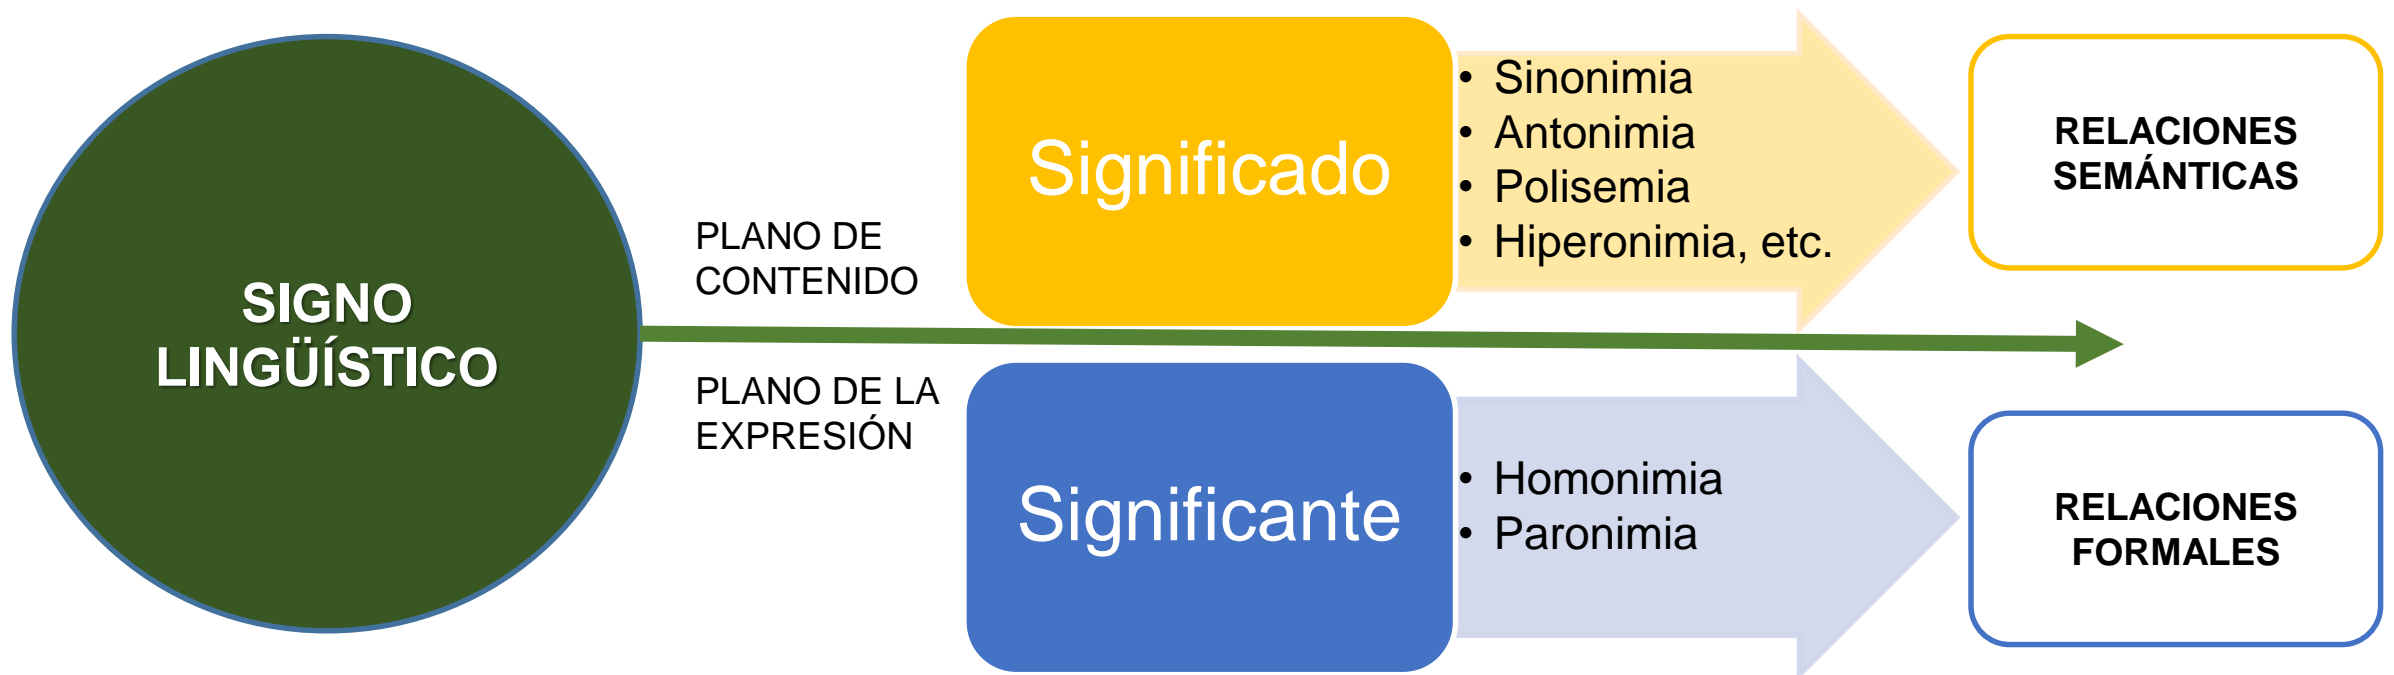 SIGNO
LINGÜÍSTICO
PLANO DE
CONTENIDO
Significado
• Sinonimia
• Antonimia
• Polisemia
• Hiperonimia, etc.
RELACIONES
SEMÁNTICAS
PLANO DE LA
EXPRESIÓN
Significante
• Homonimia
• Paronimia
RELACIONES
FORMALES